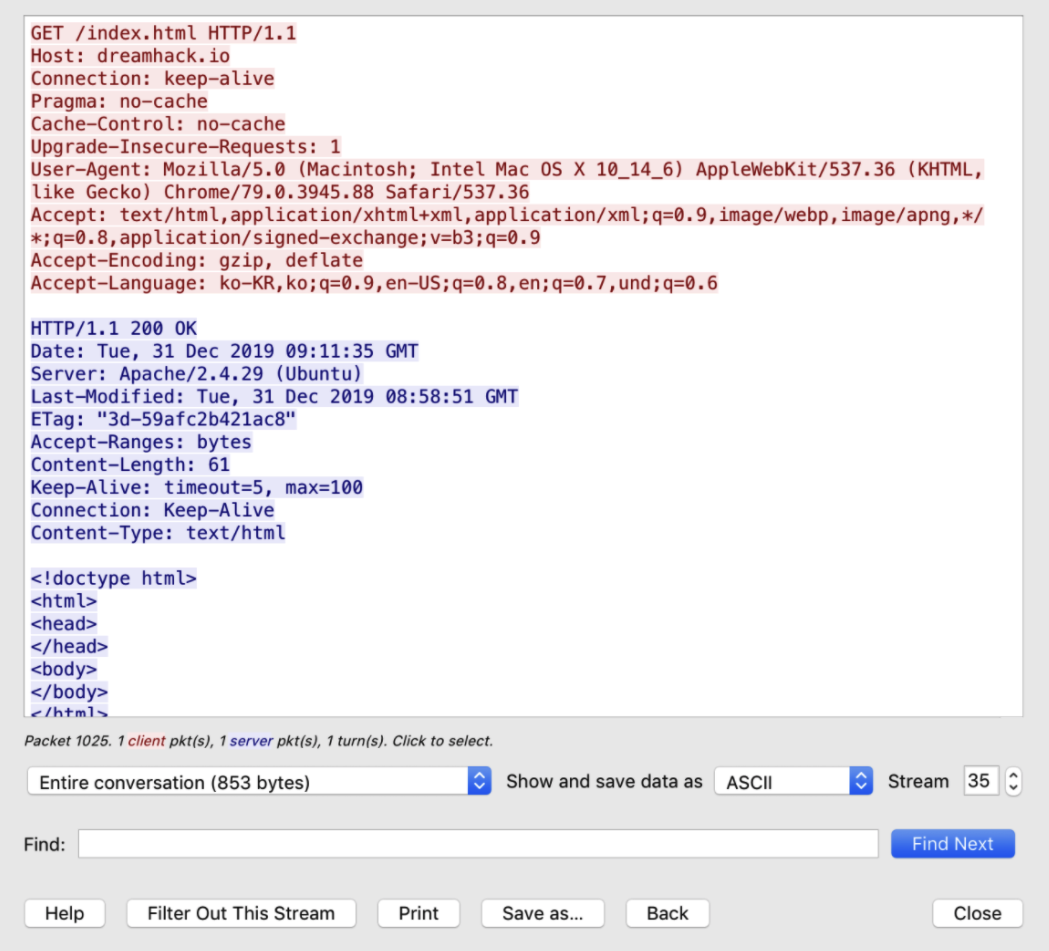 GET /index.html HTTP/1.1
Host: dreamhack.io
Connection: keep-alive
Pragma: no-cache
Cache-Control: no-cache
Upgrade-Insecure-Requests: 1
User-Agent: Mozilla/5.0 (Macintosh; Intel Mac OS X 10_14_6) AppleWebKit/537.36 (KHTML,
like Gecko) Chrome/79.0.3945.88 Safari/537.36
Accept: text/html,application/xhtml+xml,application/xml;q=0.9,image/webp,image/apng,*/
*;q=0.8,application/signed-exchange;v=b3;q=0.9
Accept-Encoding: gzip, deflate
Accept-Language: ko-KR,ko;q=0.9,en-US;q=0.8,en;q=0.7,und;q=0.6

HTTP/1.1 200 OK
Date: Tue, 31 Dec 2019 09:11:35 GMT
Server: Apache/2.4.29 (Ubuntu)
Last-Modified: Tue, 31 Dec 2019 08:58:51 GMT
ETag: "3d-59afc2b421ac8"
Accept-Ranges: bytes
Content-Length: 61
Keep-Alive: timeout=5, max=100
Connection: Keep-Alive
Content-Type: text/html

<!doctype html>
<html>
<head>
</head>
<body>
</body>
</html>
Packet 1025. 1 client pkt(s), 1 server pkt(s), 1 turn(s). Click to select.
Entire conversation (853 bytes) Show and save data as ASCII Stream 35
Find: Find Next
Help Filter Out This Stream Print Save as... Back Close